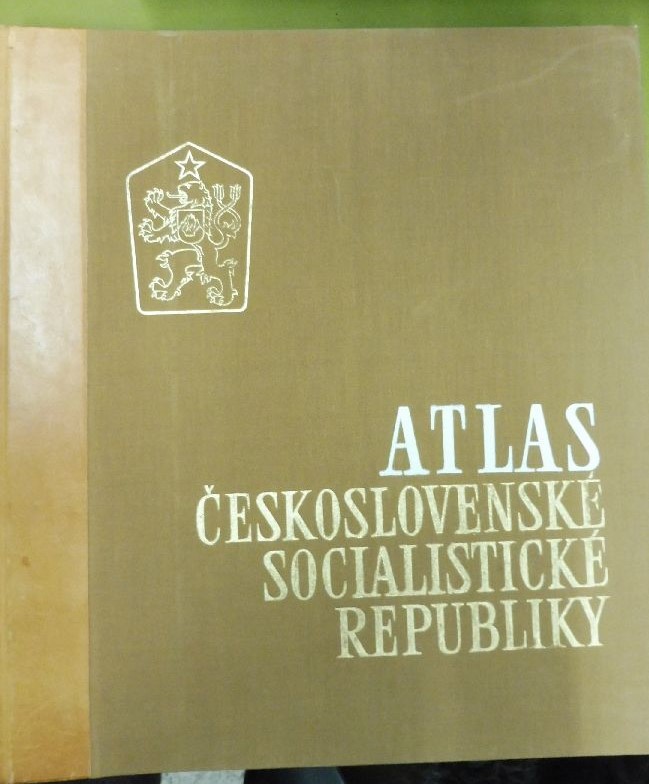 ATLAS
ČESKOSLOVENSKÉ
SOCIALISTICKÉ
REPUBLIKY